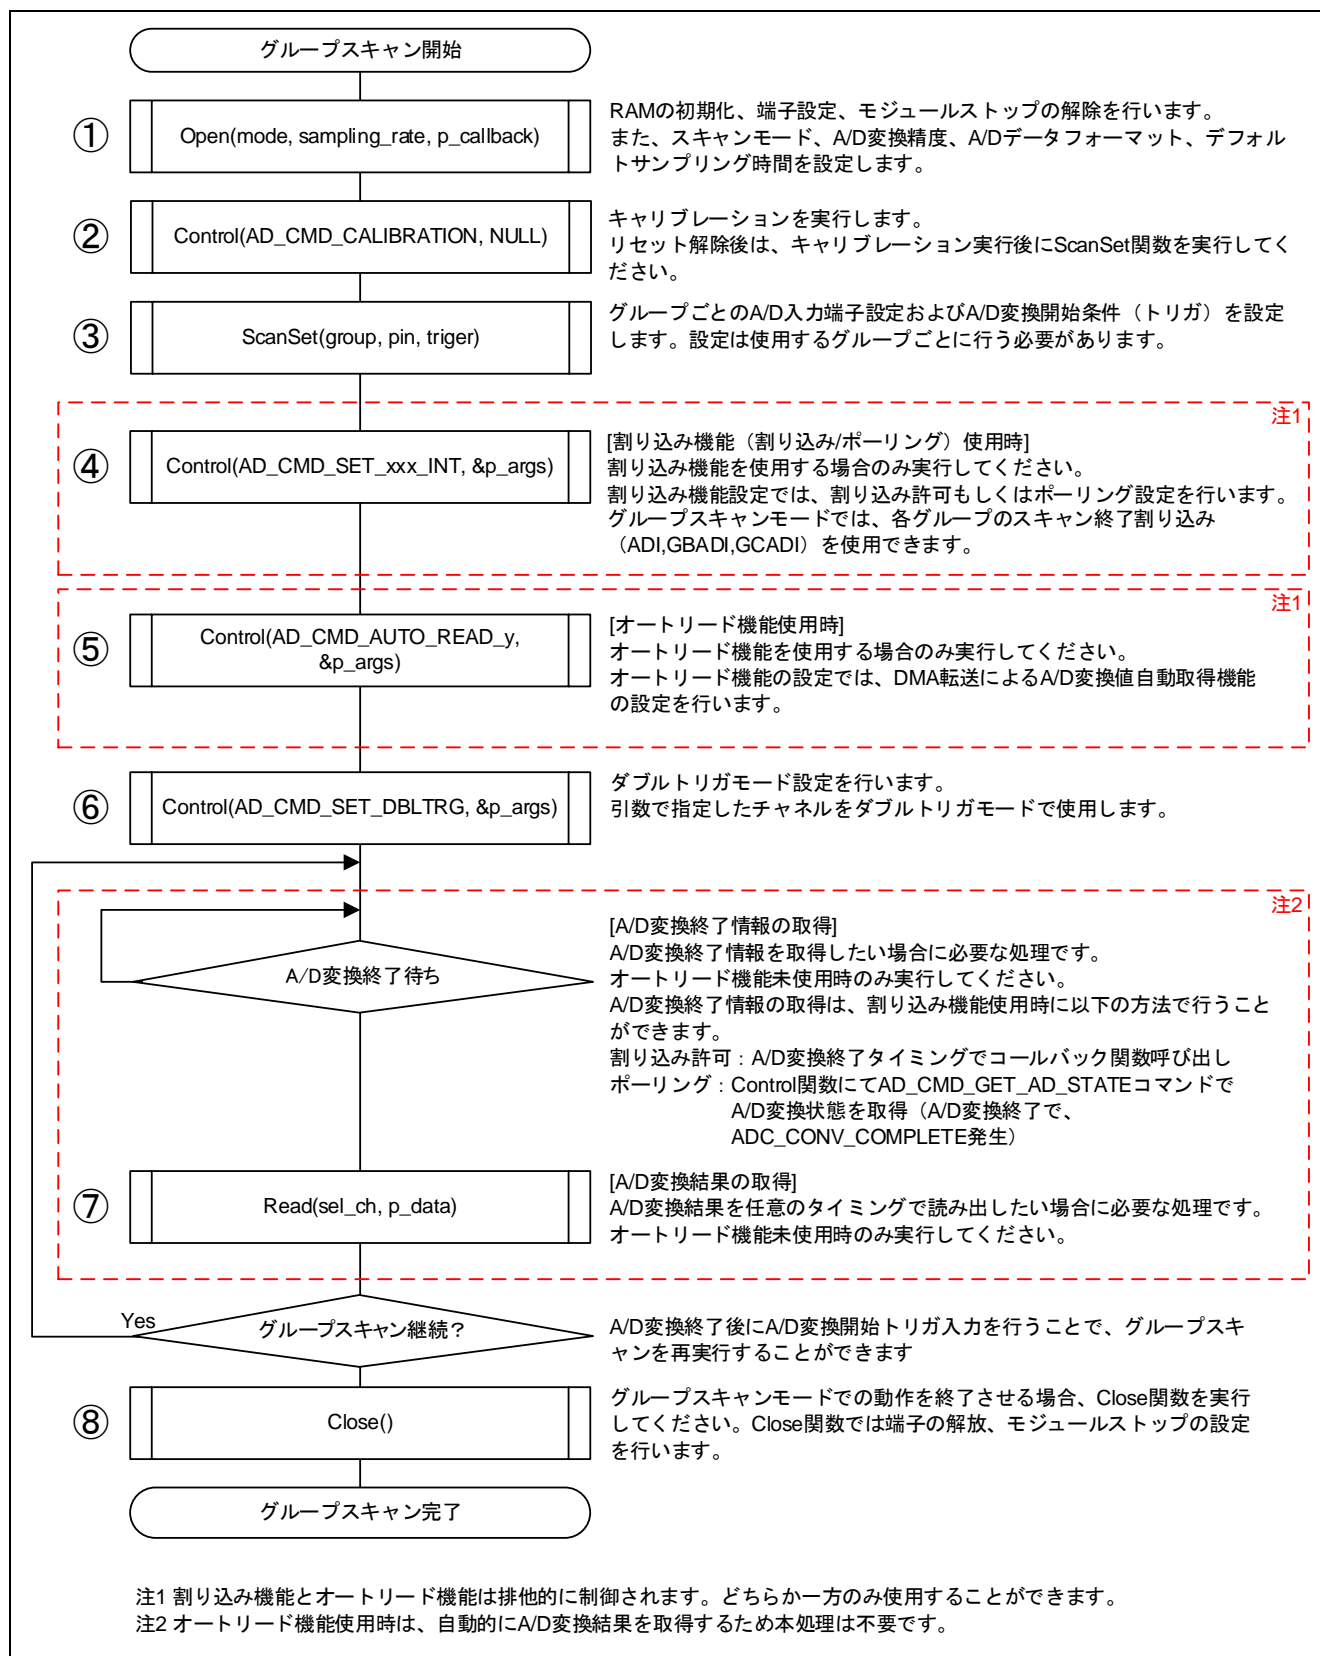 グループスキャン開始
①
Open(mode, sampling_rate, p_callback)
RAMの初期化、端子設定、モジュールストップの解除を行います。
また、スキャンモード、A/D変換精度、A/Dデータフォーマット、デフォル
トサンプリング時間を設定します。
②
Control(AD_CMD_CALIBRATION, NULL)
キャリブレーションを実行します。
リセット解除後は、キャリブレーション実行後にScanSet関数を実行してく
ださい。
③
ScanSet(group, pin, triger)
グループごとのA/D入力端子設定およびA/D変換開始条件（トリガ）を設定
します。設定は使用するグループごとに行う必要があります。
注1
④
Control(AD_CMD_SET_xxx_INT, &p_args)
[割り込み機能（割り込み/ポーリング）使用時]
割り込み機能を使用する場合のみ実行してください。
割り込み機能設定では、割り込み許可もしくはポーリング設定を行います。
グループスキャンモードでは、各グループのスキャン終了割り込み
（ADI,GBADI,GCADI）を使用できます。
注1
⑤
Control(AD_CMD_AUTO_READ_y,
&p_args)
[オートリード機能使用時]
オートリード機能を使用する場合のみ実行してください。
オートリード機能の設定では、DMA転送によるA/D変換値自動取得機能
の設定を行います。
⑥
Control(AD_CMD_SET_DBLTRG, &p_args)
ダブルトリガモード設定を行います。
引数で指定したチャネルをダブルトリガモードで使用します。
注2
A/D変換終了待ち
[A/D変換終了情報の取得]
A/D変換終了情報を取得したい場合に必要な処理です。
オートリード機能未使用時のみ実行してください。
A/D変換終了情報の取得は、割り込み機能使用時に以下の方法で行うこと
ができます。
割り込み許可：A/D変換終了タイミングでコールバック関数呼び出し
ポーリング：Control関数にてAD_CMD_GET_AD_STATEコマンドで
A/D変換状態を取得（A/D変換終了で、
ADC_CONV_COMPLETE発生）
⑦
Read(sel_ch, p_data)
[A/D変換結果の取得]
A/D変換結果を任意のタイミングで読み出したい場合に必要な処理です。
オートリード機能未使用時のみ実行してください。
Yes
グループスキャン継続？
A/D変換終了後にA/D変換開始トリガ入力を行うことで、グループスキ
ャンを再実行することができます
⑧
Close()
グループスキャンモードでの動作を終了させる場合、Close関数を実行
してください。Close関数では端子の解放、モジュールストップの設定
を行います。
グループスキャン完了
注1 割り込み機能とオートリード機能は排他的に制御されます。どちらか一方のみ使用することができます。
注2 オートリード機能使用時は、自動的にA/D変換結果を取得するため本処理は不要です。